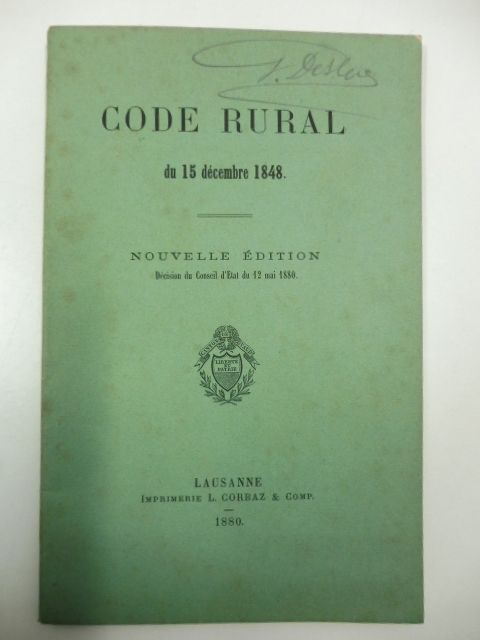 CODE RURAL
du 15 décembre 1848.
NOUVELLE ÉDITION
Décision du Conseil d'Etat du 12 mai 1880.
LIBERTÉ
ET
PATRIE
LAUSANNE
IMPRIMERIE L. CORBAZ & COMP.
1880.